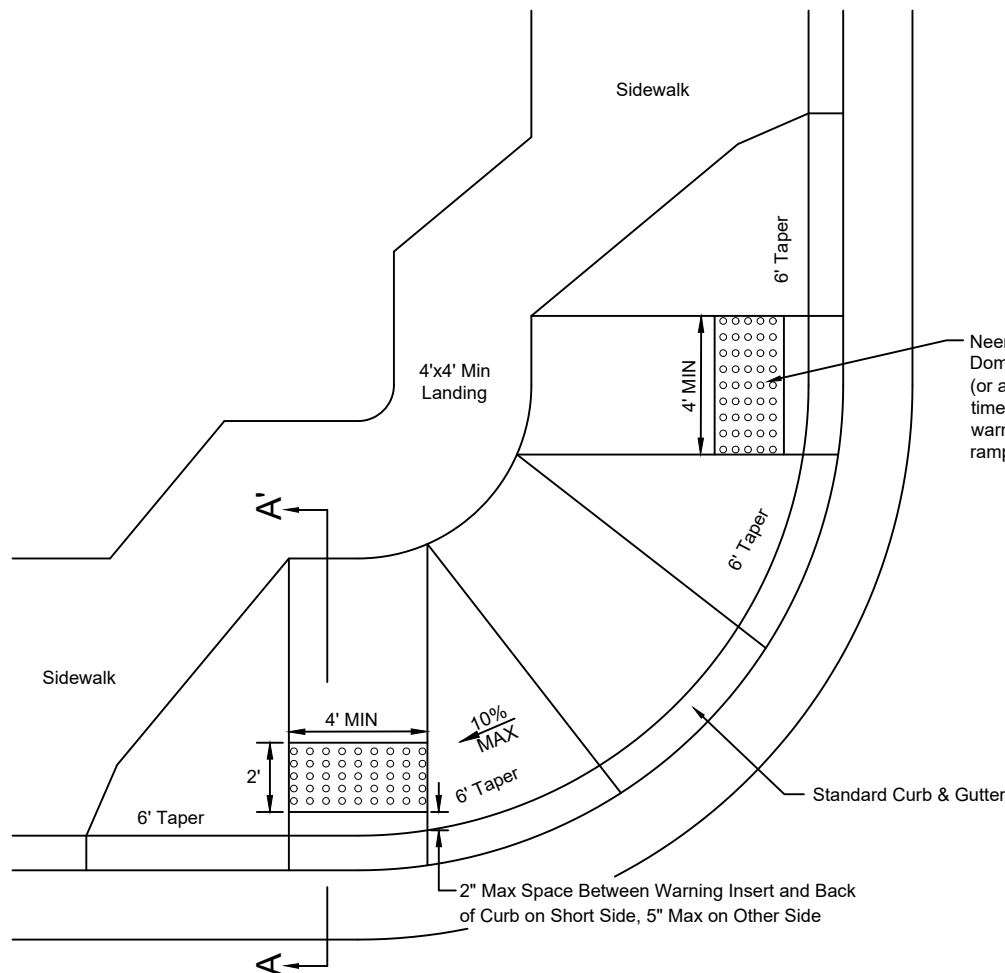 Sidewalk
6' Taper
4'x4' Min
Landing
4' MIN
(or a
time
6' Taper
A'
Sidewalk
4' MIN
10%
MAX
2'
6' Taper
6' Taper
Standard Curb & Gutter
2" Max Space Between Warning Insert and Back
of Curb on Short Side, 5" Max on Other Side
A